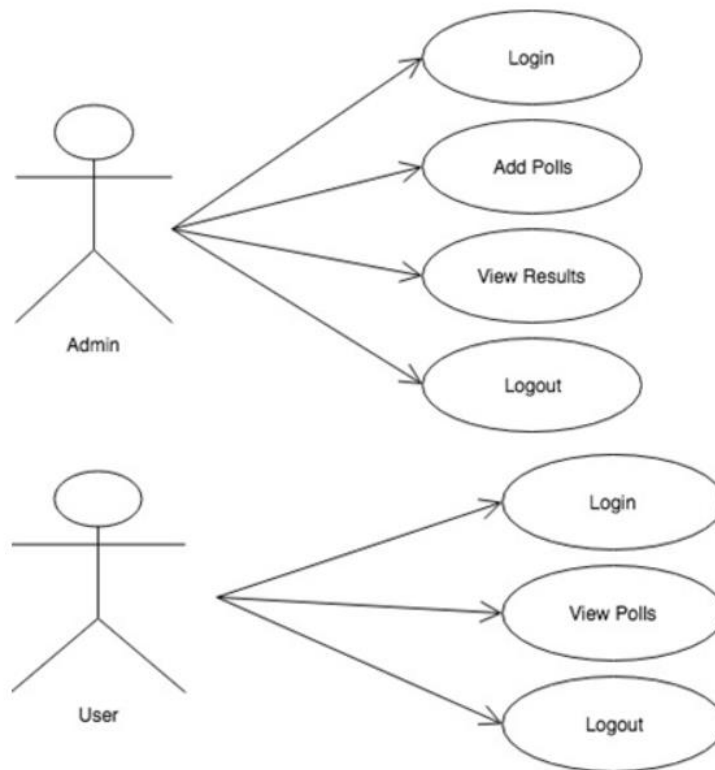 Login
Add Polls
View Results
Admin
Logout
Login
View Polls
User
Logout